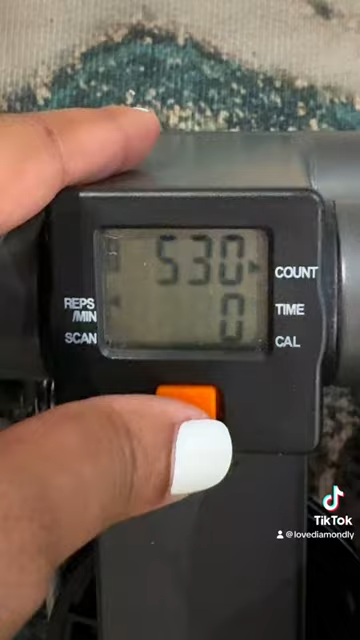 530
COUNT
REPS
/MIN
0
TIME
SCAN
CAL
TikTok
@lovediamondly